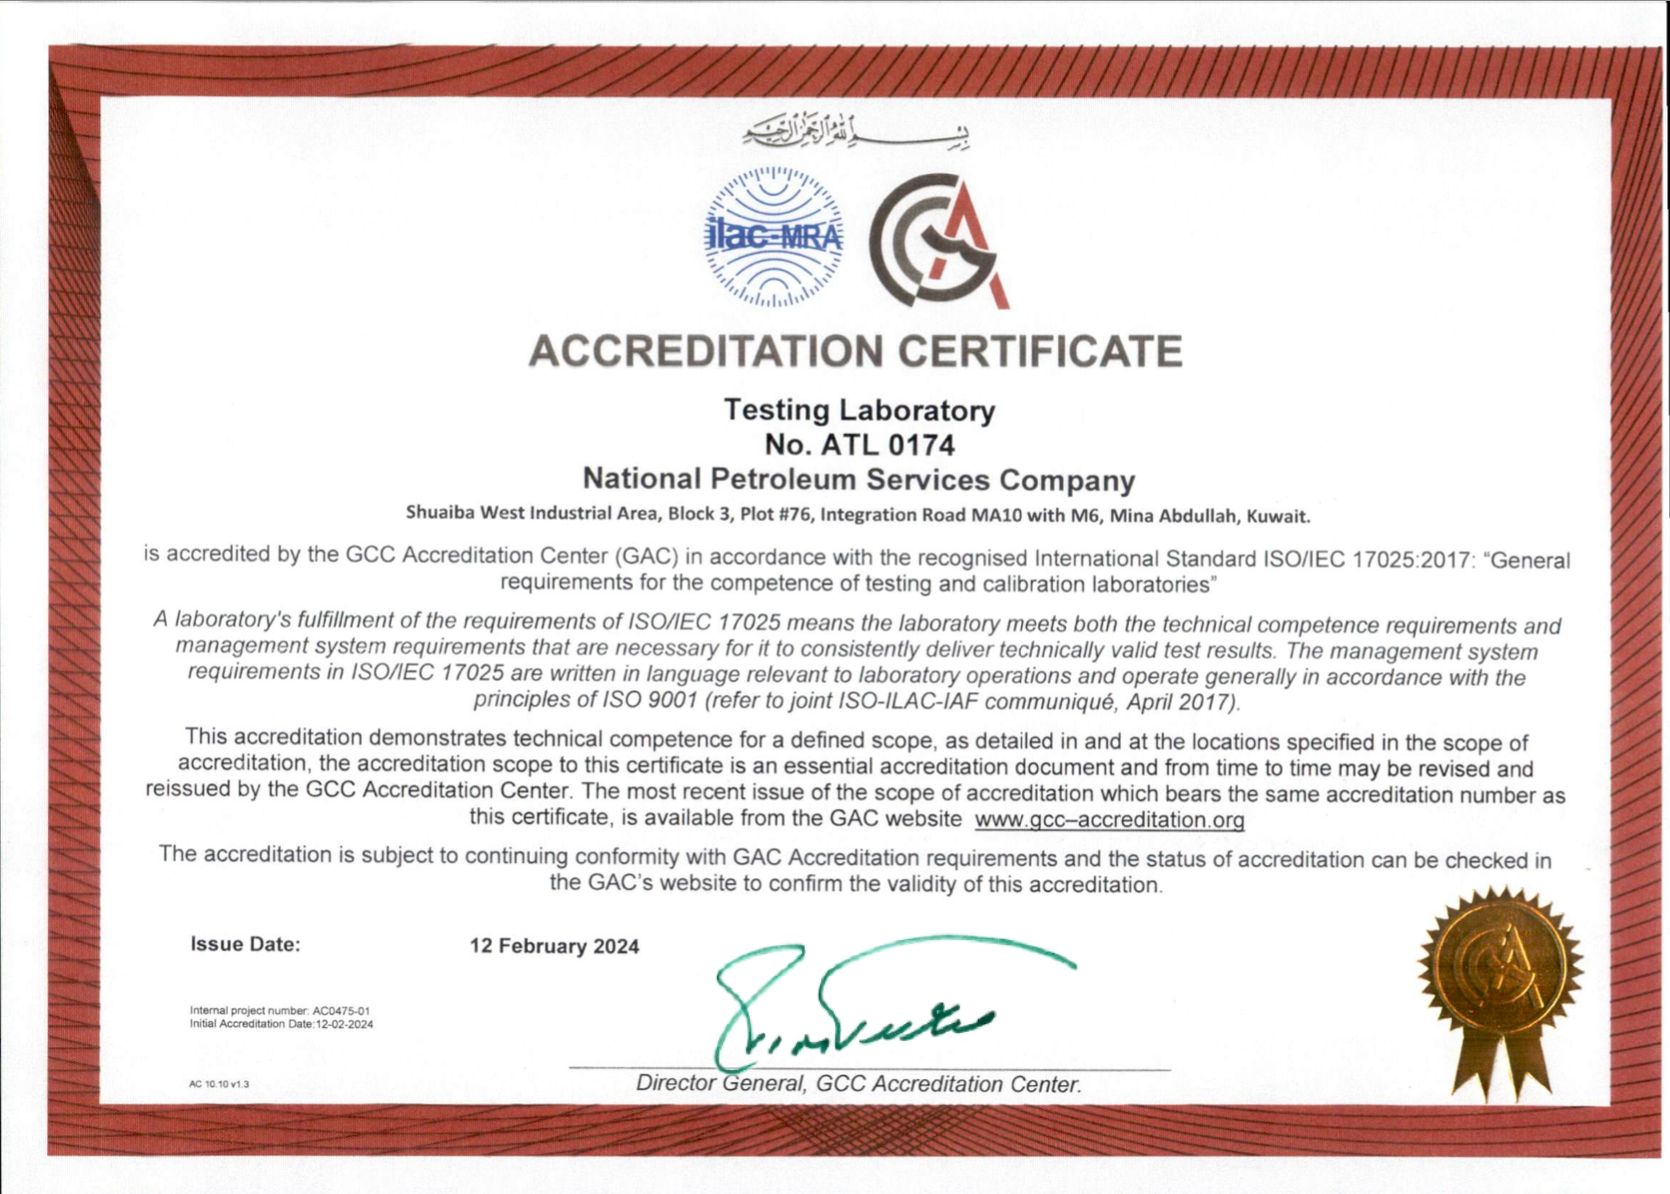 بسم الله الرحمن الرحيم
ilac-MRA
ACCREDITATION CERTIFICATE
Testing Laboratory
No. ATL 0174
National Petroleum Services Company
Shuaiba West Industrial Area, Block 3, Plot #76, Integration Road MA10 with M6, Mina Abdullah, Kuwait.
is accredited by the GCC Accreditation Center (GAC) in accordance with the recognised International Standard ISO/IEC 17025:2017: “General
requirements for the competence of testing and calibration laboratories”
A laboratory's fulfillment of the requirements of ISO/IEC 17025 means the laboratory meets both the technical competence requirements and
management system requirements that are necessary for it to consistently deliver technically valid test results. The management system
requirements in ISO/IEC 17025 are written in language relevant to laboratory operations and operate generally in accordance with the
principles of ISO 9001 (refer to joint ISO-ILAC-IAF communiqué, April 2017).
This accreditation demonstrates technical competence for a defined scope, as detailed in and at the locations specified in the scope of
accreditation, the accreditation scope to this certificate is an essential accreditation document and from time to time may be revised and
reissued by the GCC Accreditation Center. The most recent issue of the scope of accreditation which bears the same accreditation number as
this certificate, is available from the GAC website www.gcc–accreditation.org
The accreditation is subject to continuing conformity with GAC Accreditation requirements and the status of accreditation can be checked in
the GAC's website to confirm the validity of this accreditation.
Issue Date: 12 February 2024
Internal project number: AC0475-01
Initial Accreditation Date:12-02-2024
Director General, GCC Accreditation Center.
AC 10.10 v1.3